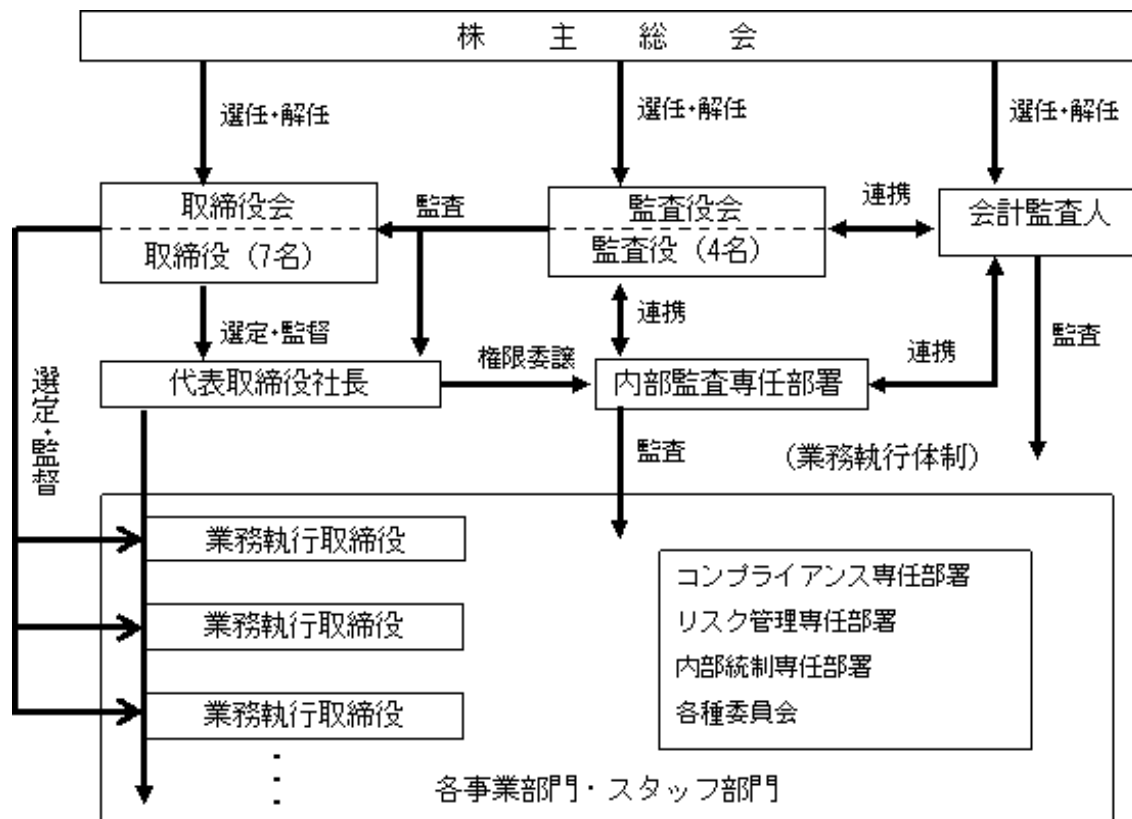 株主総会
選任・解任
選任・解任
選任・解任
取締役会
取締役（7名）
監査
監査役会
監査役（4名）
連携
会計監査人
選定・監督
連携
監査
選定・監督
代表取締役社長
権限委譲
内部監査専任部署
連携
監査
（業務執行体制）
業務執行取締役
業務執行取締役
業務執行取締役
コンプライアンス専任部署
リスク管理専任部署
内部統制専任部署
各種委員会
各事業部門・スタッフ部門